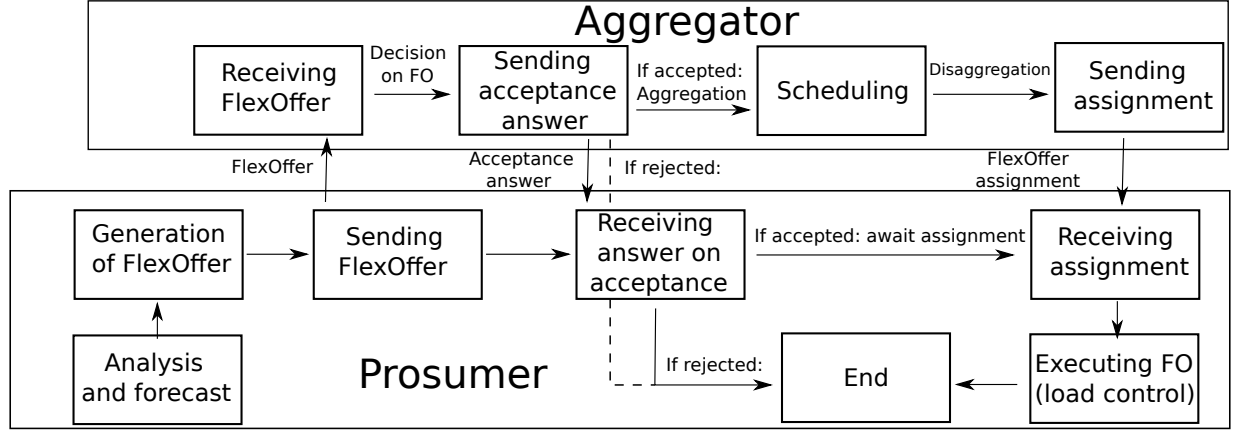 Aggregator
Receiving
FlexOffer
Decision
on FO
Sending
acceptance
answer
If accepted:
Aggregation
Scheduling
Disaggregation
Sending
assignment
FlexOffer
Acceptance
answer
If rejected:
FlexOffer
assignment
Generation
of FlexOffer
Sending
FlexOffer
Receiving
answer on
acceptance
If accepted: await assignment
Receiving
assignment
Analysis
and forecast
Prosumer
If rejected:
End
Executing FO
(load control)